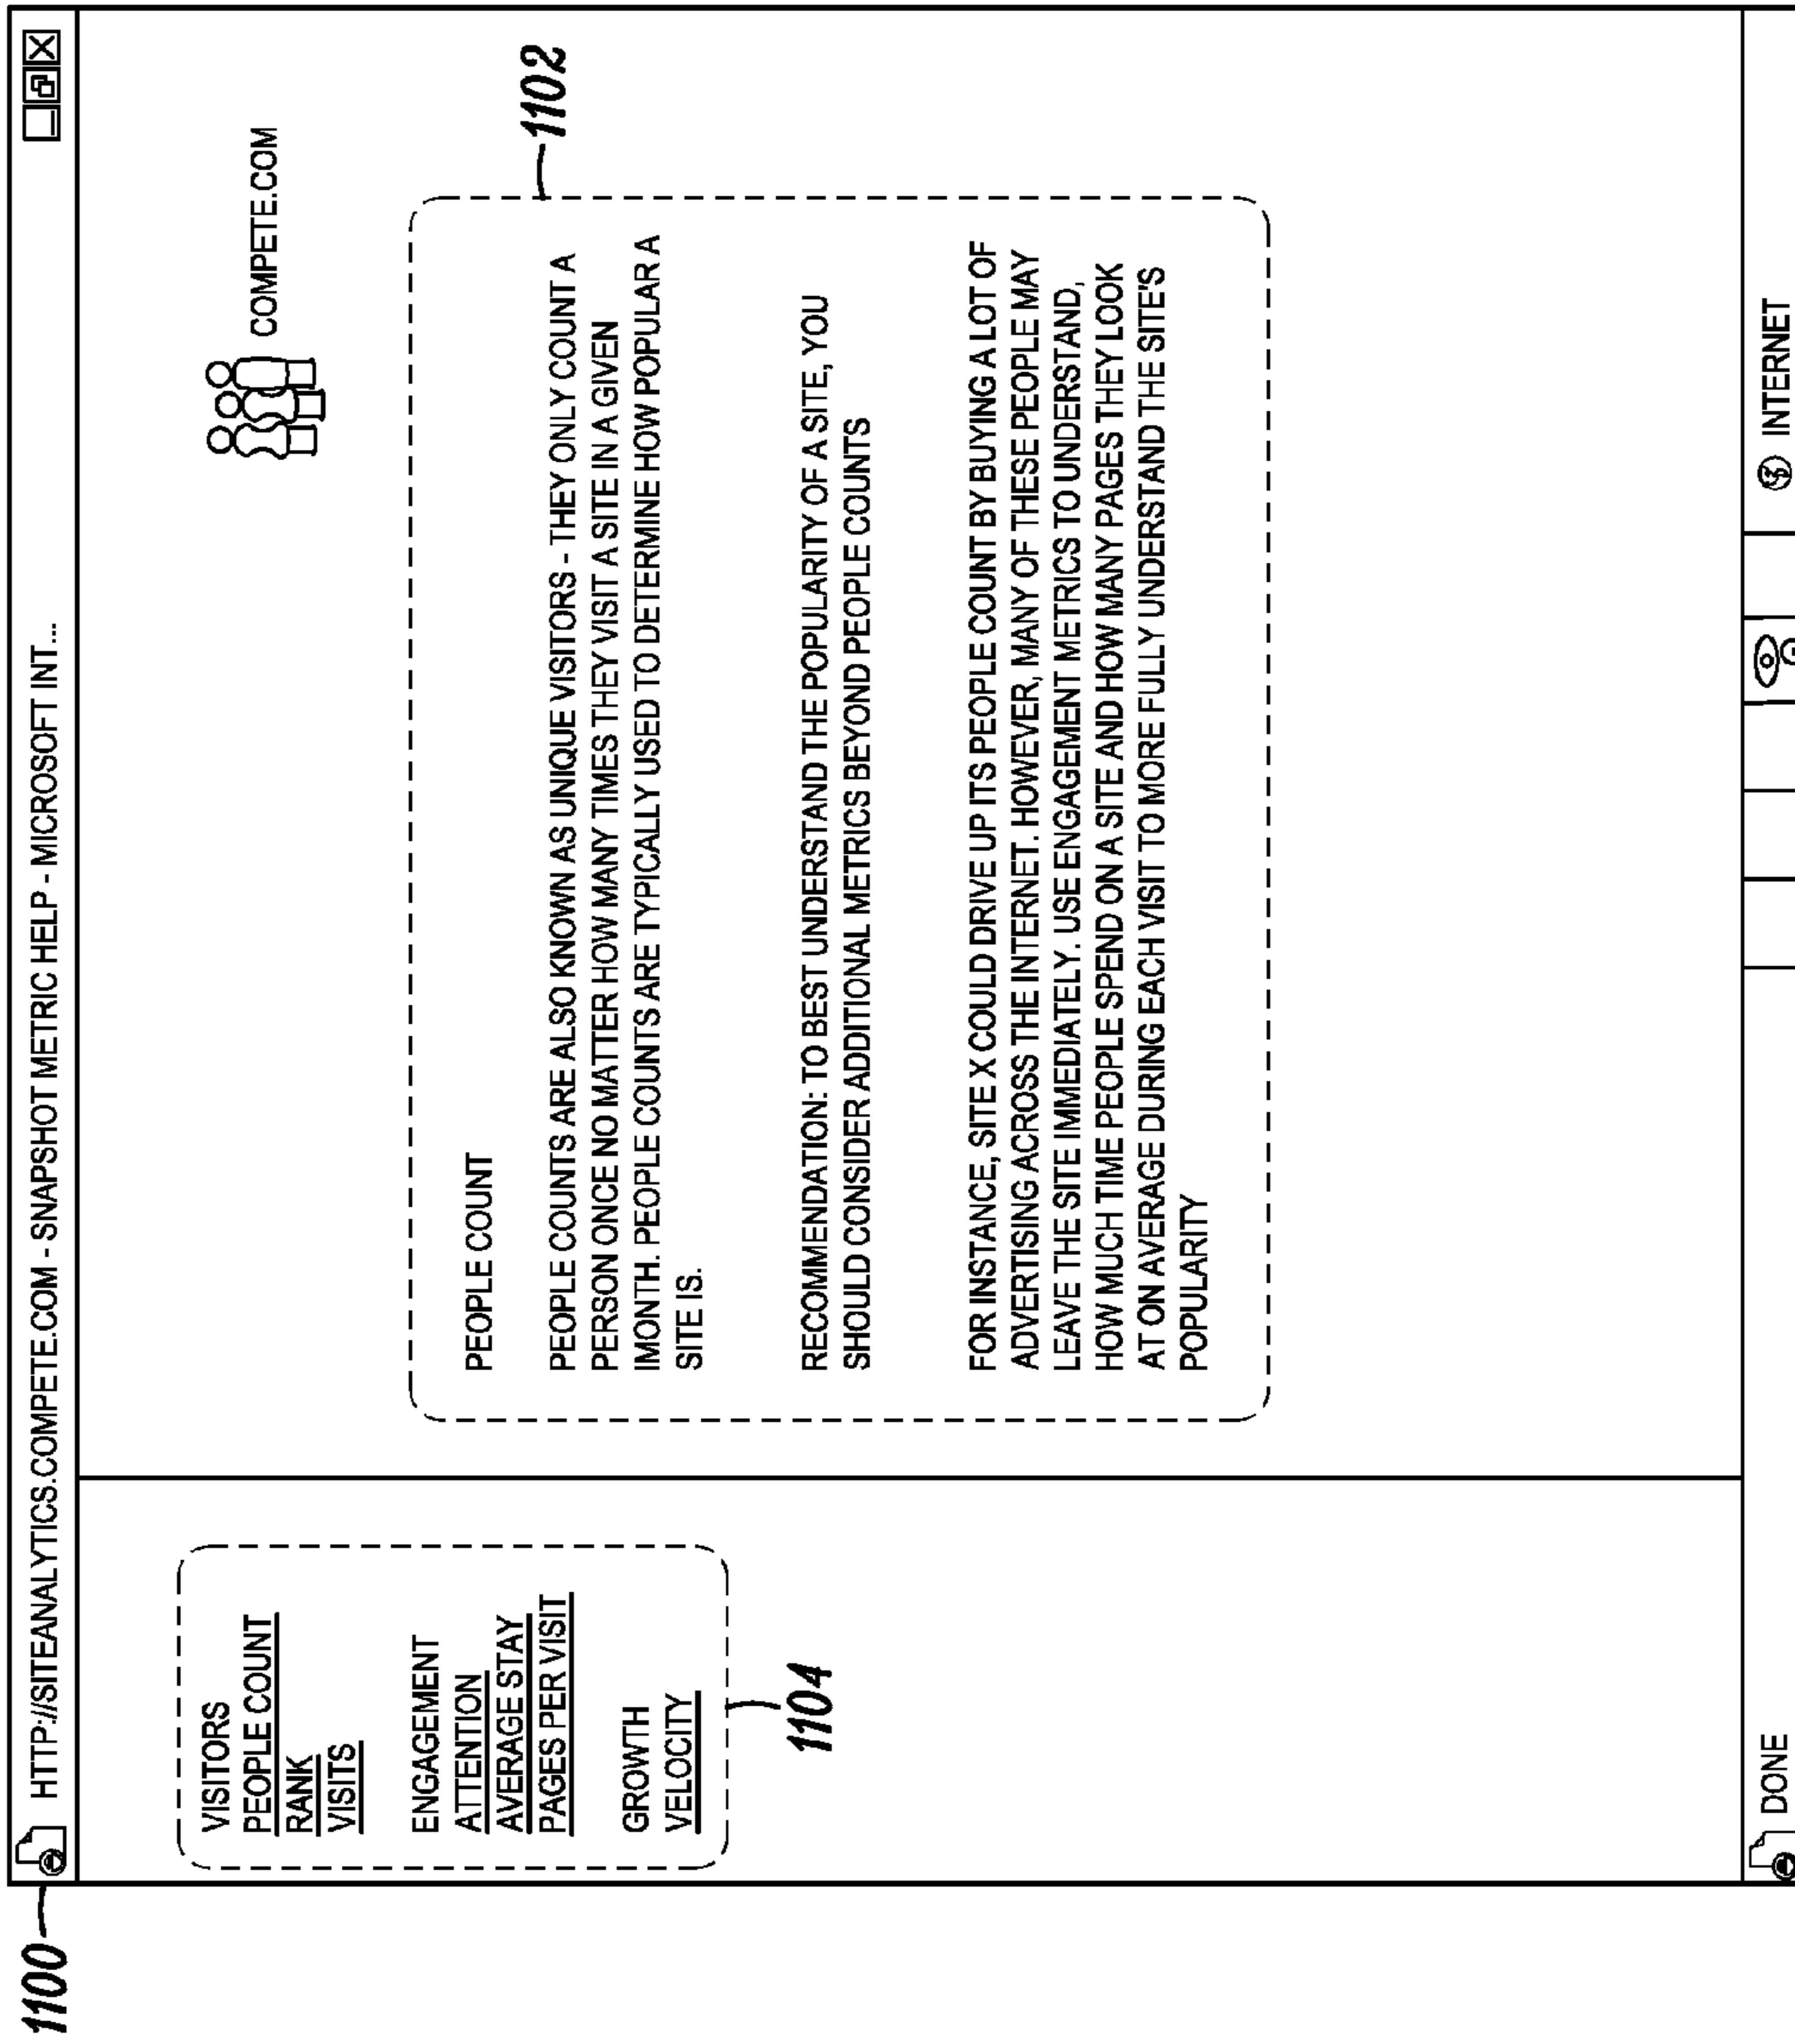 1100
HTTP://SITEANALYTICS.COMPETE.COM - SNAPSHOT METRIC HELP - MICROSOFT INT...
COMPETE.COM
VISITORS
PEOPLE COUNT
RANK
VISITS
ENGAGEMENT
ATTENTION
AVERAGE STAY
PAGES PER VISIT
GROWTH
VELOCITY
1104
1102
PEOPLE COUNT
PEOPLE COUNTS ARE ALSO KNOWN AS UNIQUE VISITORS - THEY ONLY COUNT A
PERSON ONCE NO MATTER HOW MANY TIMES THEY VISIT A SITE IN A GIVEN
IMONTH. PEOPLE COUNTS ARE TYPICALLY USED TO DETERMINE HOW POPULAR A
SITE IS.
RECOMMENDATION: TO BEST UNDERSTAND THE POPULARITY OF A SITE, YOU
SHOULD CONSIDER ADDITIONAL METRICS BEYOND PEOPLE COUNTS
FOR INSTANCE, SITE X COULD DRIVE UP ITS PEOPLE COUNT BY BUYING A LOT OF
ADVERTISING ACROSS THE INTERNET. HOWEVER, MANY OF THESE PEOPLE MAY
LEAVE THE SITE IMMEDIATELY. USE ENGAGEMENT METRICS TO UNDERSTAND,
HOW MUCH TIME PEOPLE SPEND ON A SITE AND HOW MANY PAGES THEY LOOK
AT ON AVERAGE DURING EACH VISIT TO MORE FULLY UNDERSTAND THE SITE'S
POPULARITY
DONE
INTERNET